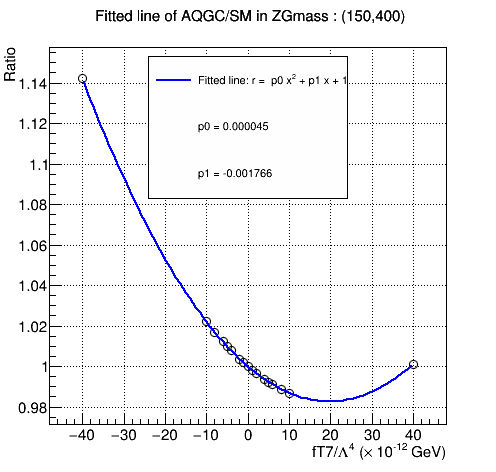 Fitted line of AQGC/SM in ZGmass : (150,400)
Ratio
Fitted line: r = p0 x² + p1 x + 1
p0 = 0.000045
p1 = -0.001766
1.14
1.12
1.1
1.08
1.06
1.04
1.02
1
0.98
−40 −30 −20 −10 0 10 20 30 40
fT7/Λ⁴ (× 10⁻¹² GeV)